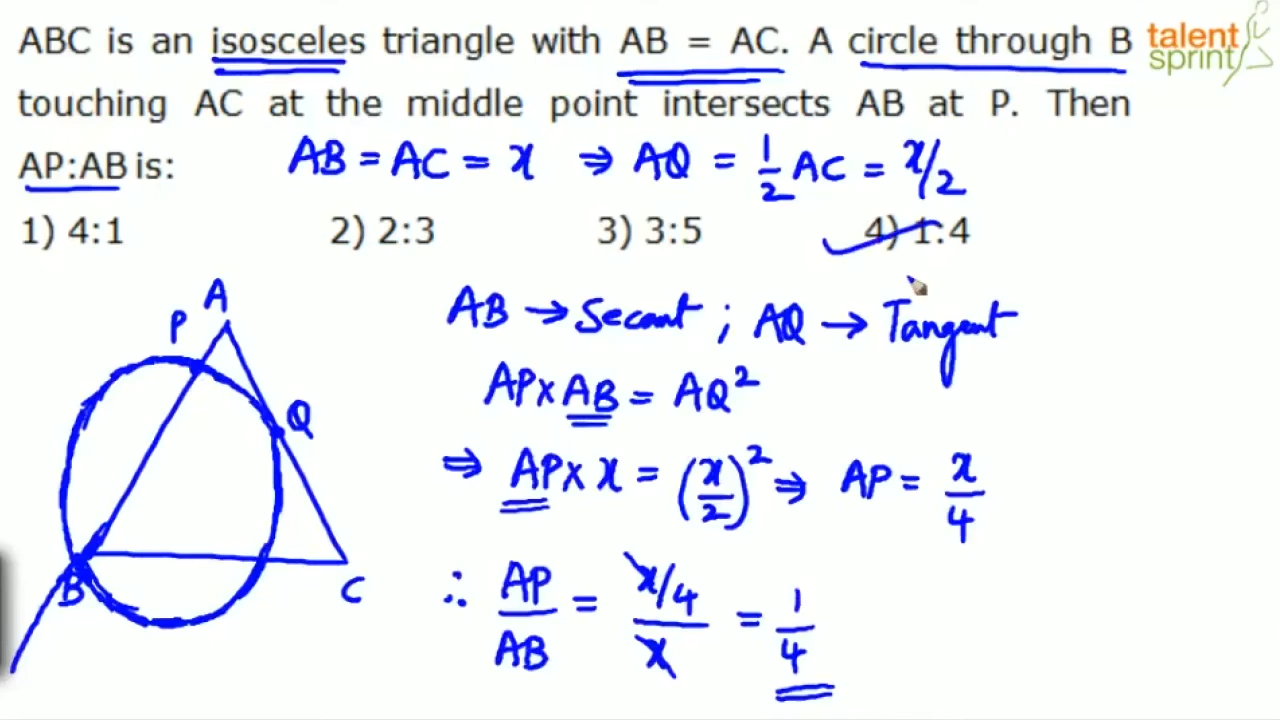 ABC is an isosceles triangle with AB = AC. A circle through B
talent
sprint
touching AC at the middle point intersects AB at P. Then
AP:AB is:
AB = AC = x ⇒ AQ = 1/2 AC = x/2
1) 4:1 2) 2:3 3) 3:5 4) 1:4
A
P
Q
B
C
AB → Secant ; AQ → Tangent
AP x AB = AQ²
⇒ AP x x = (x/2)² ⇒ AP = x/4
∴ AP/AB = x/4/x = 1/4